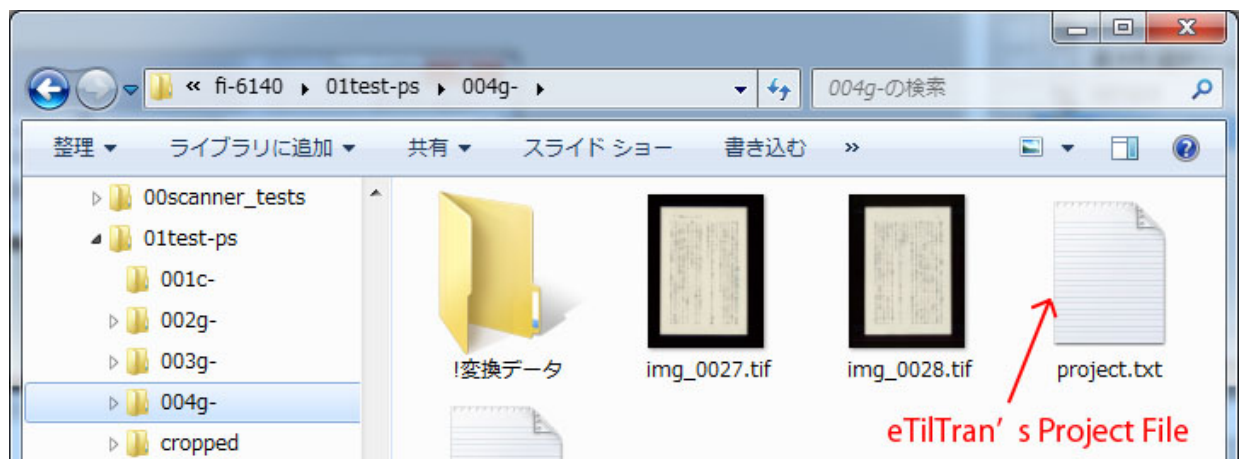 « fi-6140 ▸ 01test-ps ▸ 004g- ▸
004g-の検索
整理 ▼ ライブラリに追加 ▼ 共有 ▼ スライド ショー 書き込む »
00scanner_tests
01test-ps
001c-
002g-
003g-
004g-
cropped
!変換データ
img_0027.tif
img_0028.tif
project.txt
eTilTran’s Project File